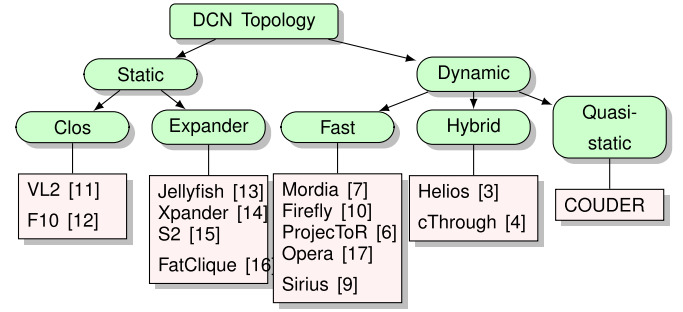 DCN Topology
Static
Dynamic
Clos
Expander
Fast
Hybrid
Quasi-
static
VL2 [11]
F10 [12]
Jellyfish [13]
Xpander [14]
S2 [15]
FatClique [16]
Mordia [7]
Firefly [10]
ProjecToR [6]
Opera [17]
Sirius [9]
Helios [3]
cThrough [4]
COUDER